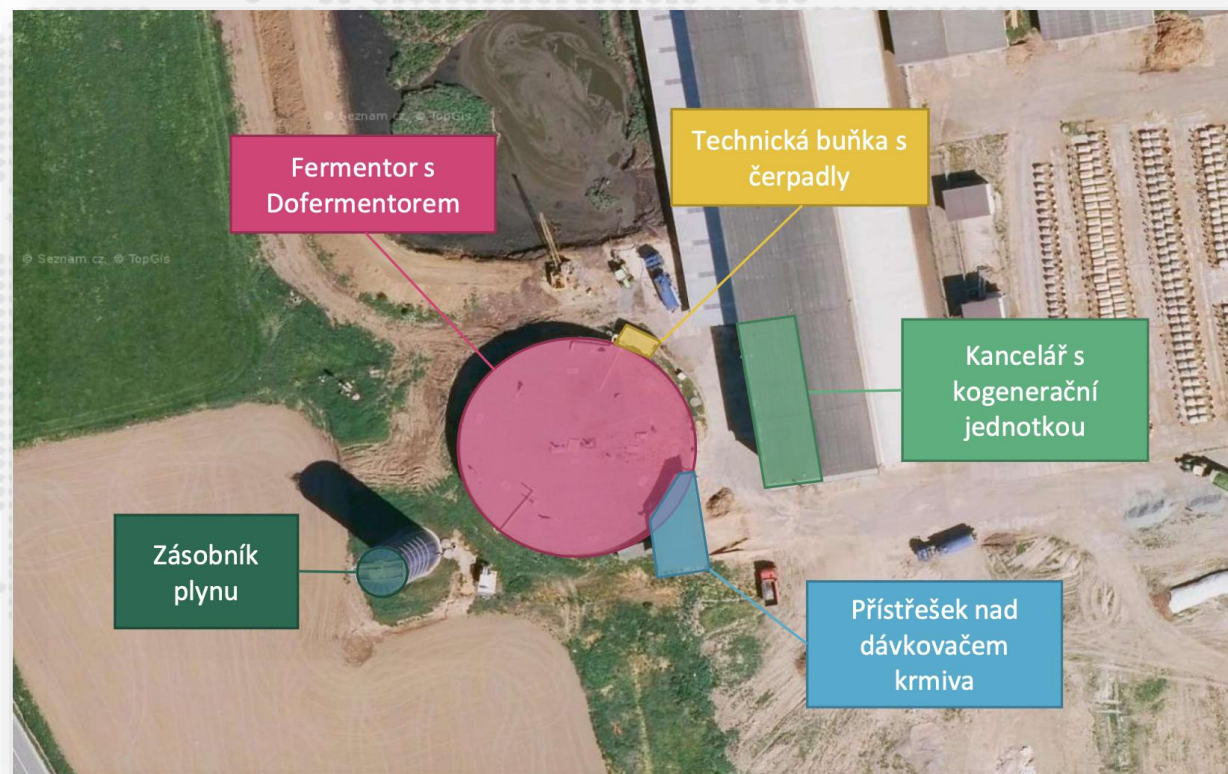 © Seznam.cz, © TopGis
Fermentor s
Dofermentorem
Technická buňka s
čerpadly
© Seznam.cz, © TopGis
Kancelář s
kogenerační
jednotkou
Zásobník
plynu
Přístřešek nad
dávkovačem
krmiva